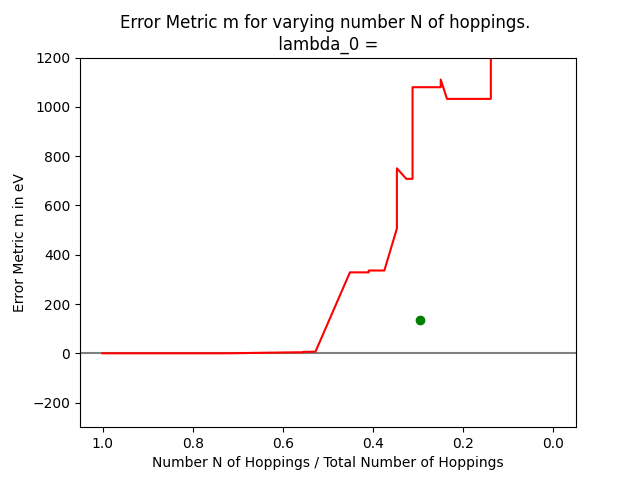 Error Metric m for varying number N of hoppings.
lambda_0 =
1200
1000
800
600
400
200
0
−200
Error Metric m in eV
1.0 0.8 0.6 0.4 0.2 0.0
Number N of Hoppings / Total Number of Hoppings